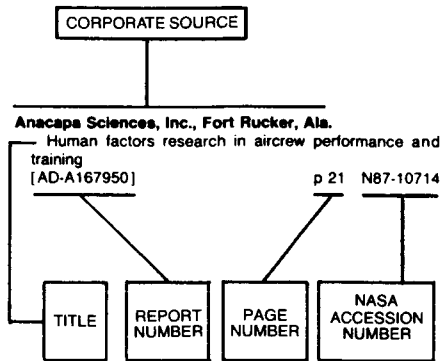 CORPORATE SOURCE
Anacapa Sciences, Inc., Fort Rucker, Ala.
Human factors research in aircrew performance and
training
[AD-A167950] p 21 N87-10714
TITLE
REPORT
NUMBER
PAGE
NUMBER
NASA
ACCESSION
NUMBER